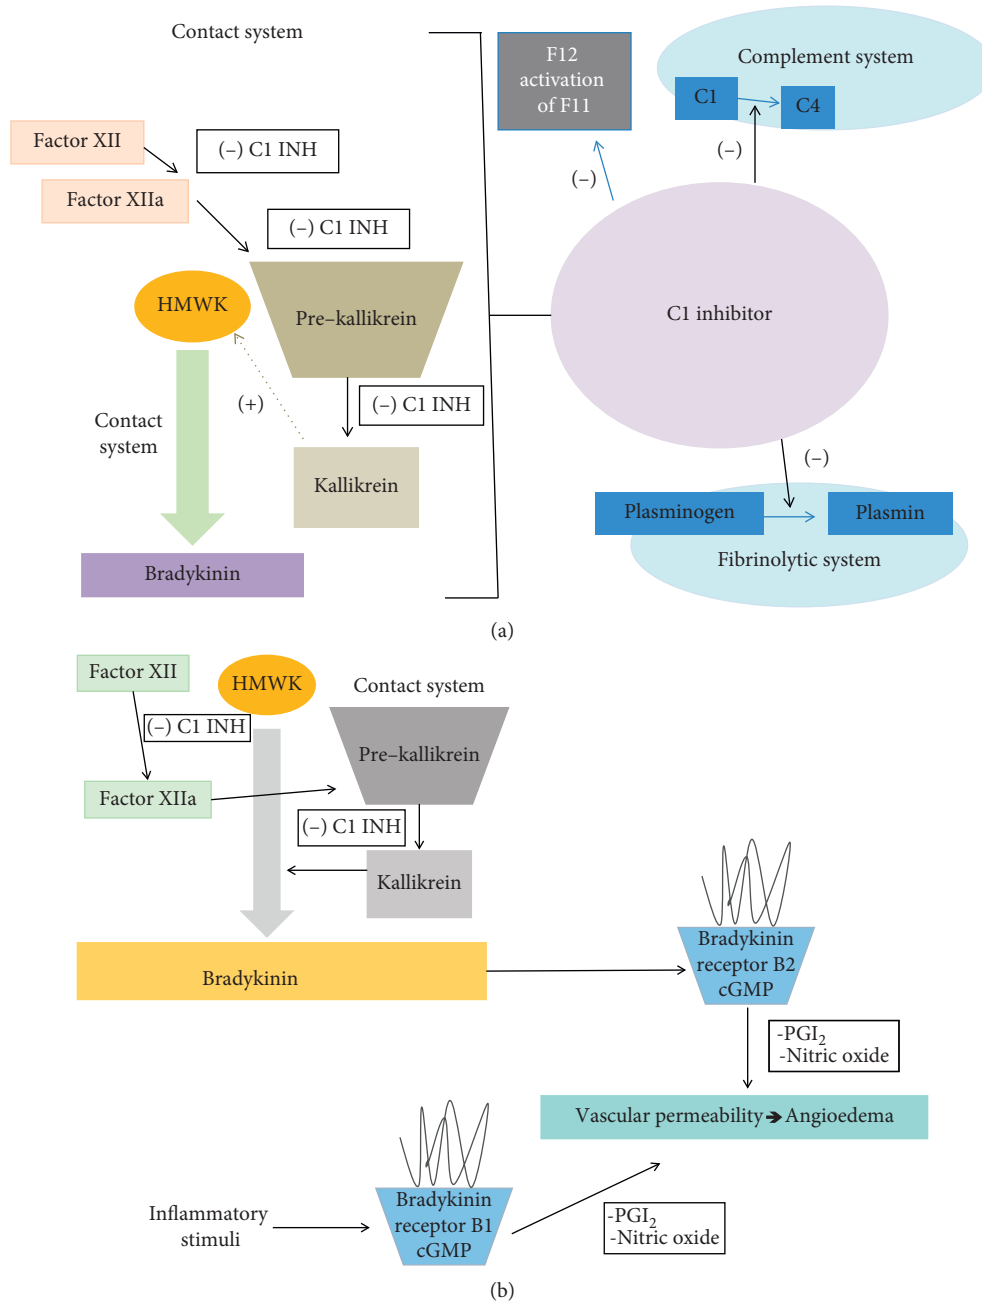 Contact system
F12
activation
of F11
Complement system
C1
C4
Factor XII
(–) C1 INH
(–)
(–)
Factor XIIa
(–) C1 INH
HMWK
Pre–kallikrein
C1 inhibitor
(+)
(–) C1 INH
Contact
system
Kallikrein
(–)
Plasminogen
Plasmin
Fibrinolytic system
Bradykinin
(a)
Factor XII
HMWK
Contact system
(–) C1 INH
Pre–kallikrein
Factor XIIa
(–) C1 INH
Kallikrein
Bradykinin
Bradykinin
receptor B2
cGMP
-PGI₂
-Nitric oxide
Vascular permeability ➔ Angioedema
Inflammatory
stimuli
Bradykinin
receptor B1
cGMP
-PGI₂
-Nitric oxide
(b)